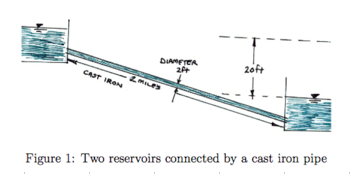 DIAMETER
2ft
20ft
CAST IRON
2 MILES
Figure 1: Two reservoirs connected by a cast iron pipe